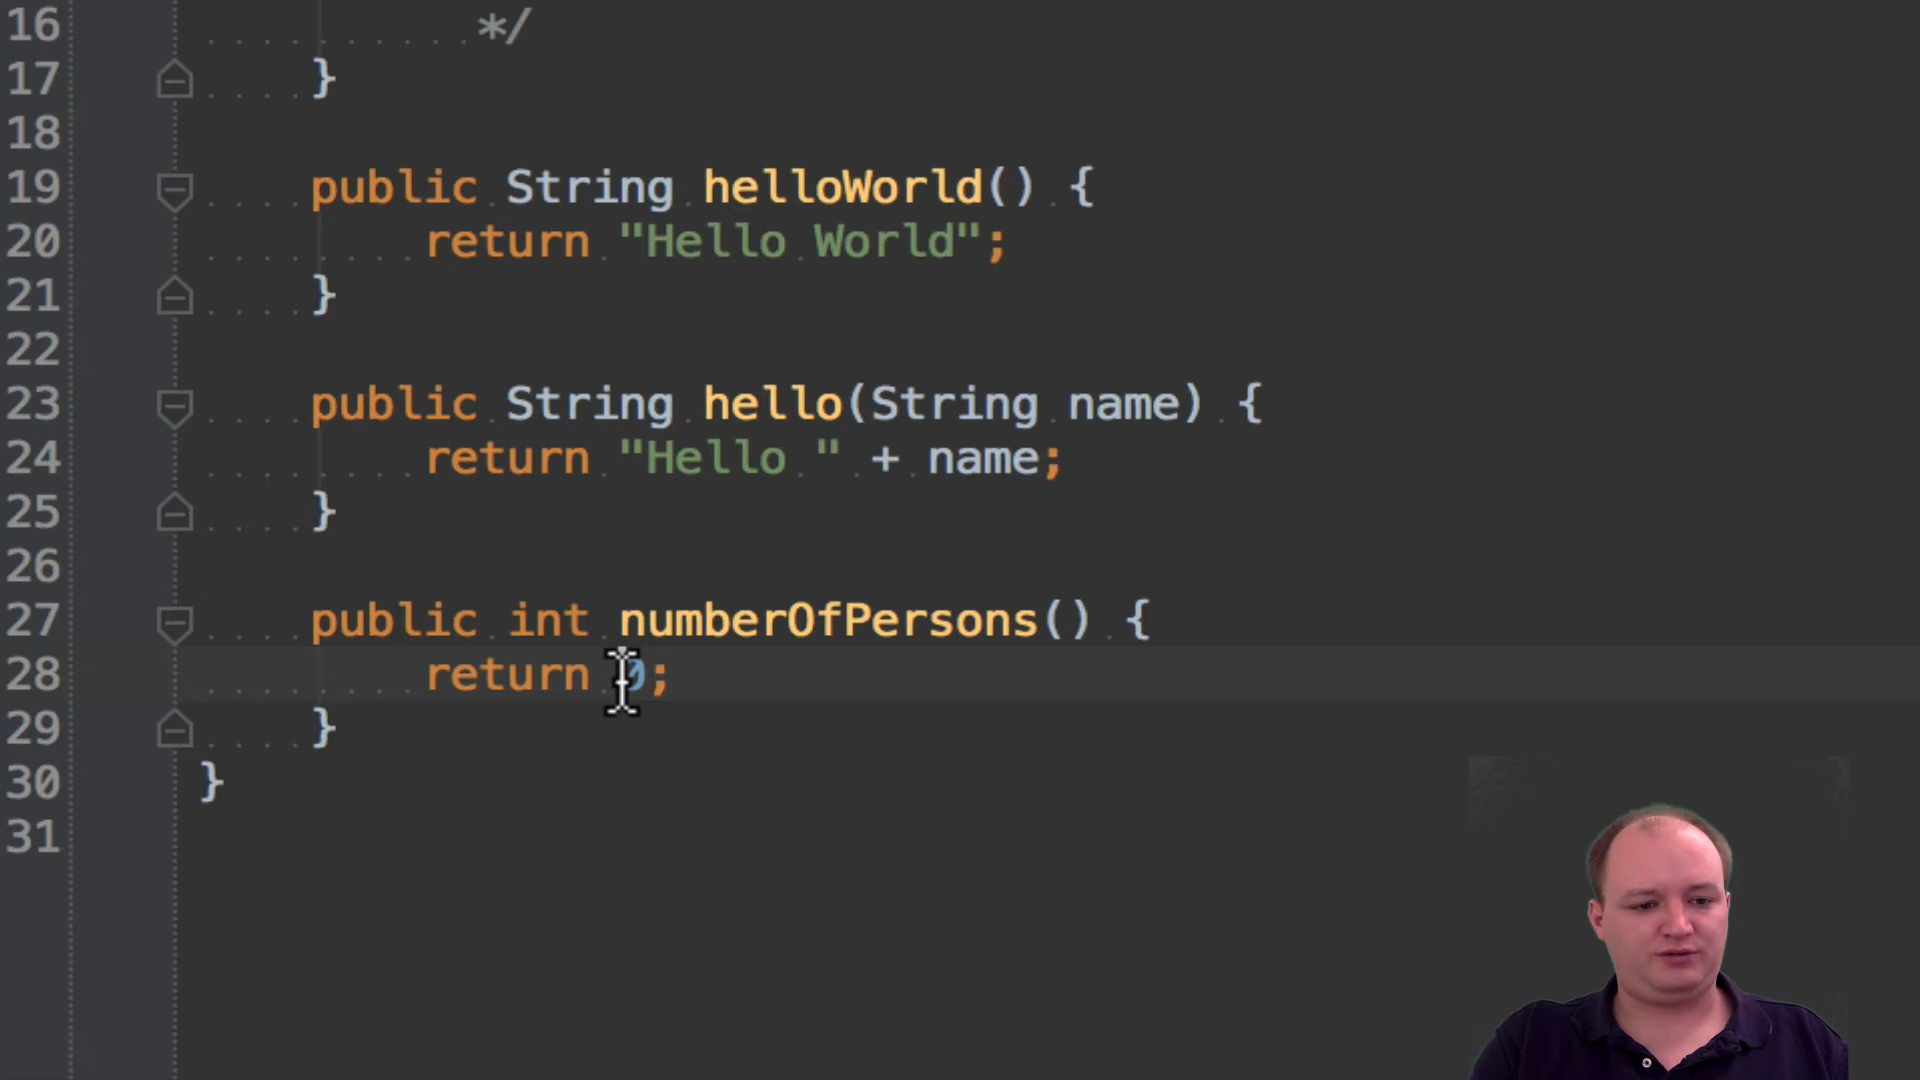 16 */
17 }
18
19 public String helloWorld() {
20 return "Hello World";
21 }
22
23 public String hello(String name) {
24 return "Hello " + name;
25 }
26
27 public int numberOfPersons() {
28 return 0;
29 }
30 }
31